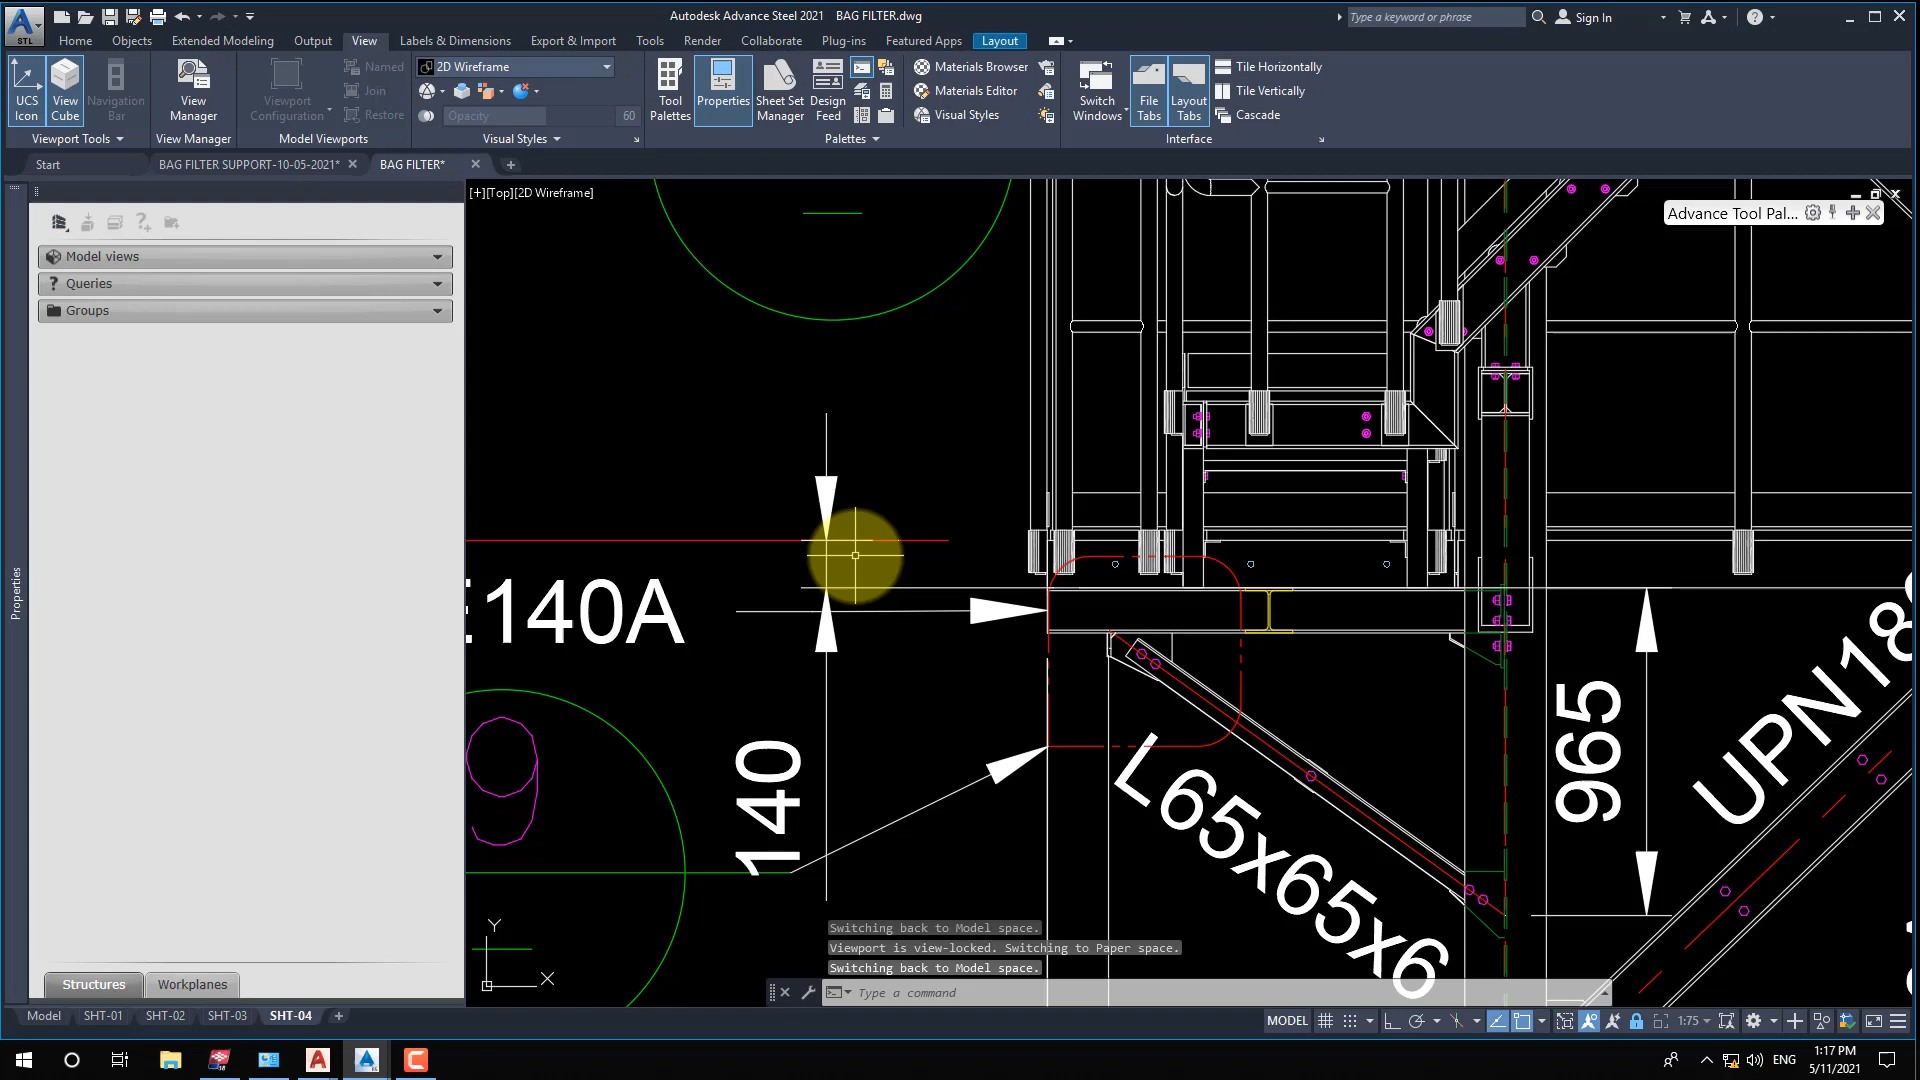 Autodesk Advance Steel 2021 BAG FILTER.dwg
Type a keyword or phrase
Sign In
STL
Home Objects Extended Modeling Output View Labels & Dimensions Export & Import Tools Render Collaborate Plug-ins Featured Apps Layout
UCS Icon
View Cube
Navigation Bar
Viewport Tools
View Manager
View Manager
Viewport Configuration
Named
Join
Restore
Model Viewports
2D Wireframe
Opacity 60
Visual Styles
Tool Palettes
Properties
Sheet Set Manager
Design Feed
Materials Browser
Materials Editor
Visual Styles
Palettes
Switch Windows
File Tabs
Layout Tabs
Tile Horizontally
Tile Vertically
Cascade
Interface
Start
BAG FILTER SUPPORT-10-05-2021*
BAG FILTER*
[+][Top][2D Wireframe]
Advance Tool Pal...
Model views
Queries
Groups
Properties
E140A
140
965
UPN18
L65x65x6
Y
X
Switching back to Model space.
Viewport is view-locked. Switching to Paper space.
Switching back to Model space.
Type a command
Structures Workplanes
Model SHT-01 SHT-02 SHT-03 SHT-04
MODEL
1:75
ENG
1:17 PM
5/11/2021